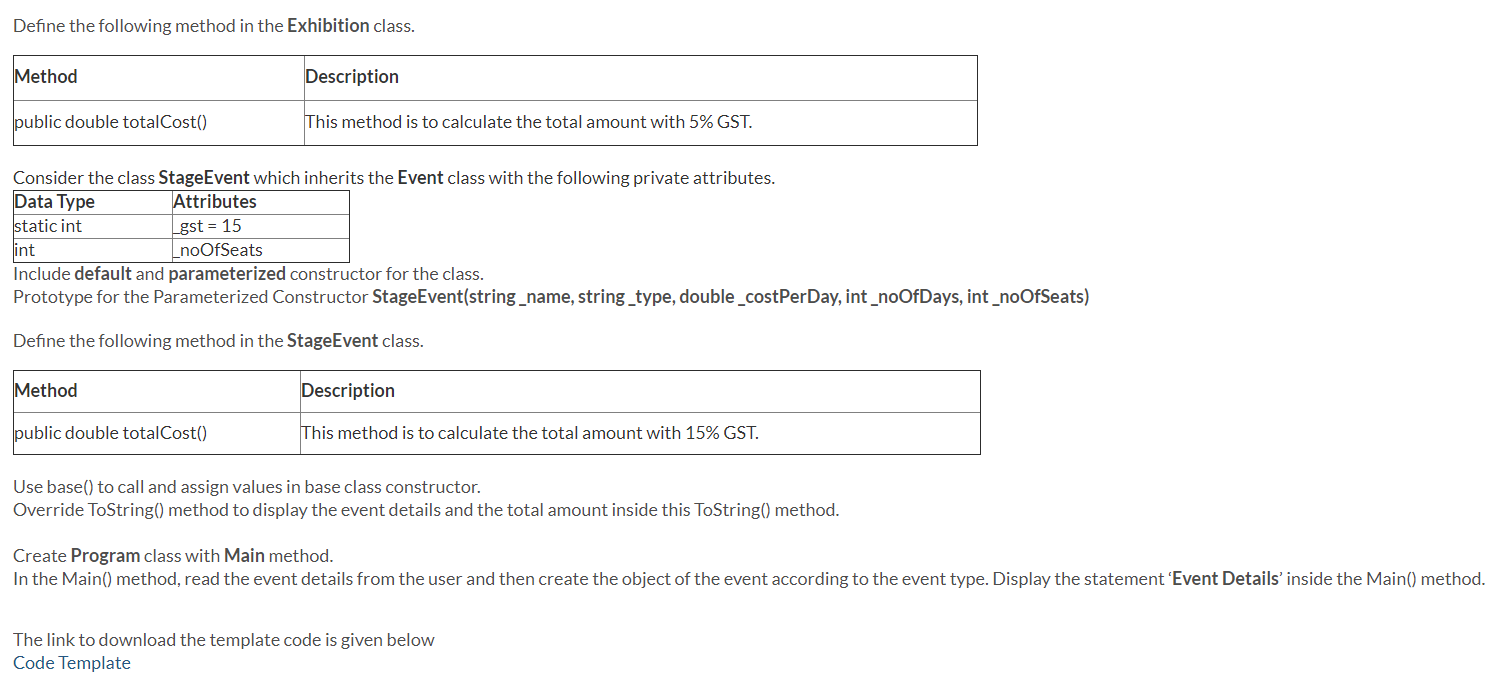 Define the following method in the Exhibition class.
Method Description
public double totalCost() This method is to calculate the total amount with 5% GST.
Consider the class StageEvent which inherits the Event class with the following private attributes.
Data Type Attributes
static int _gst = 15
int _noOfSeats
Include default and parameterized constructor for the class.
Prototype for the Parameterized Constructor StageEvent(string _name, string _type, double _costPerDay, int _noOfDays, int _noOfSeats)
Define the following method in the StageEvent class.
Method Description
public double totalCost() This method is to calculate the total amount with 15% GST.
Use base() to call and assign values in base class constructor.
Override ToString() method to display the event details and the total amount inside this ToString() method.
Create Program class with Main method.
In the Main() method, read the event details from the user and then create the object of the event according to the event type. Display the statement ‘Event Details’ inside the Main() method.
The link to download the template code is given below
Code Template